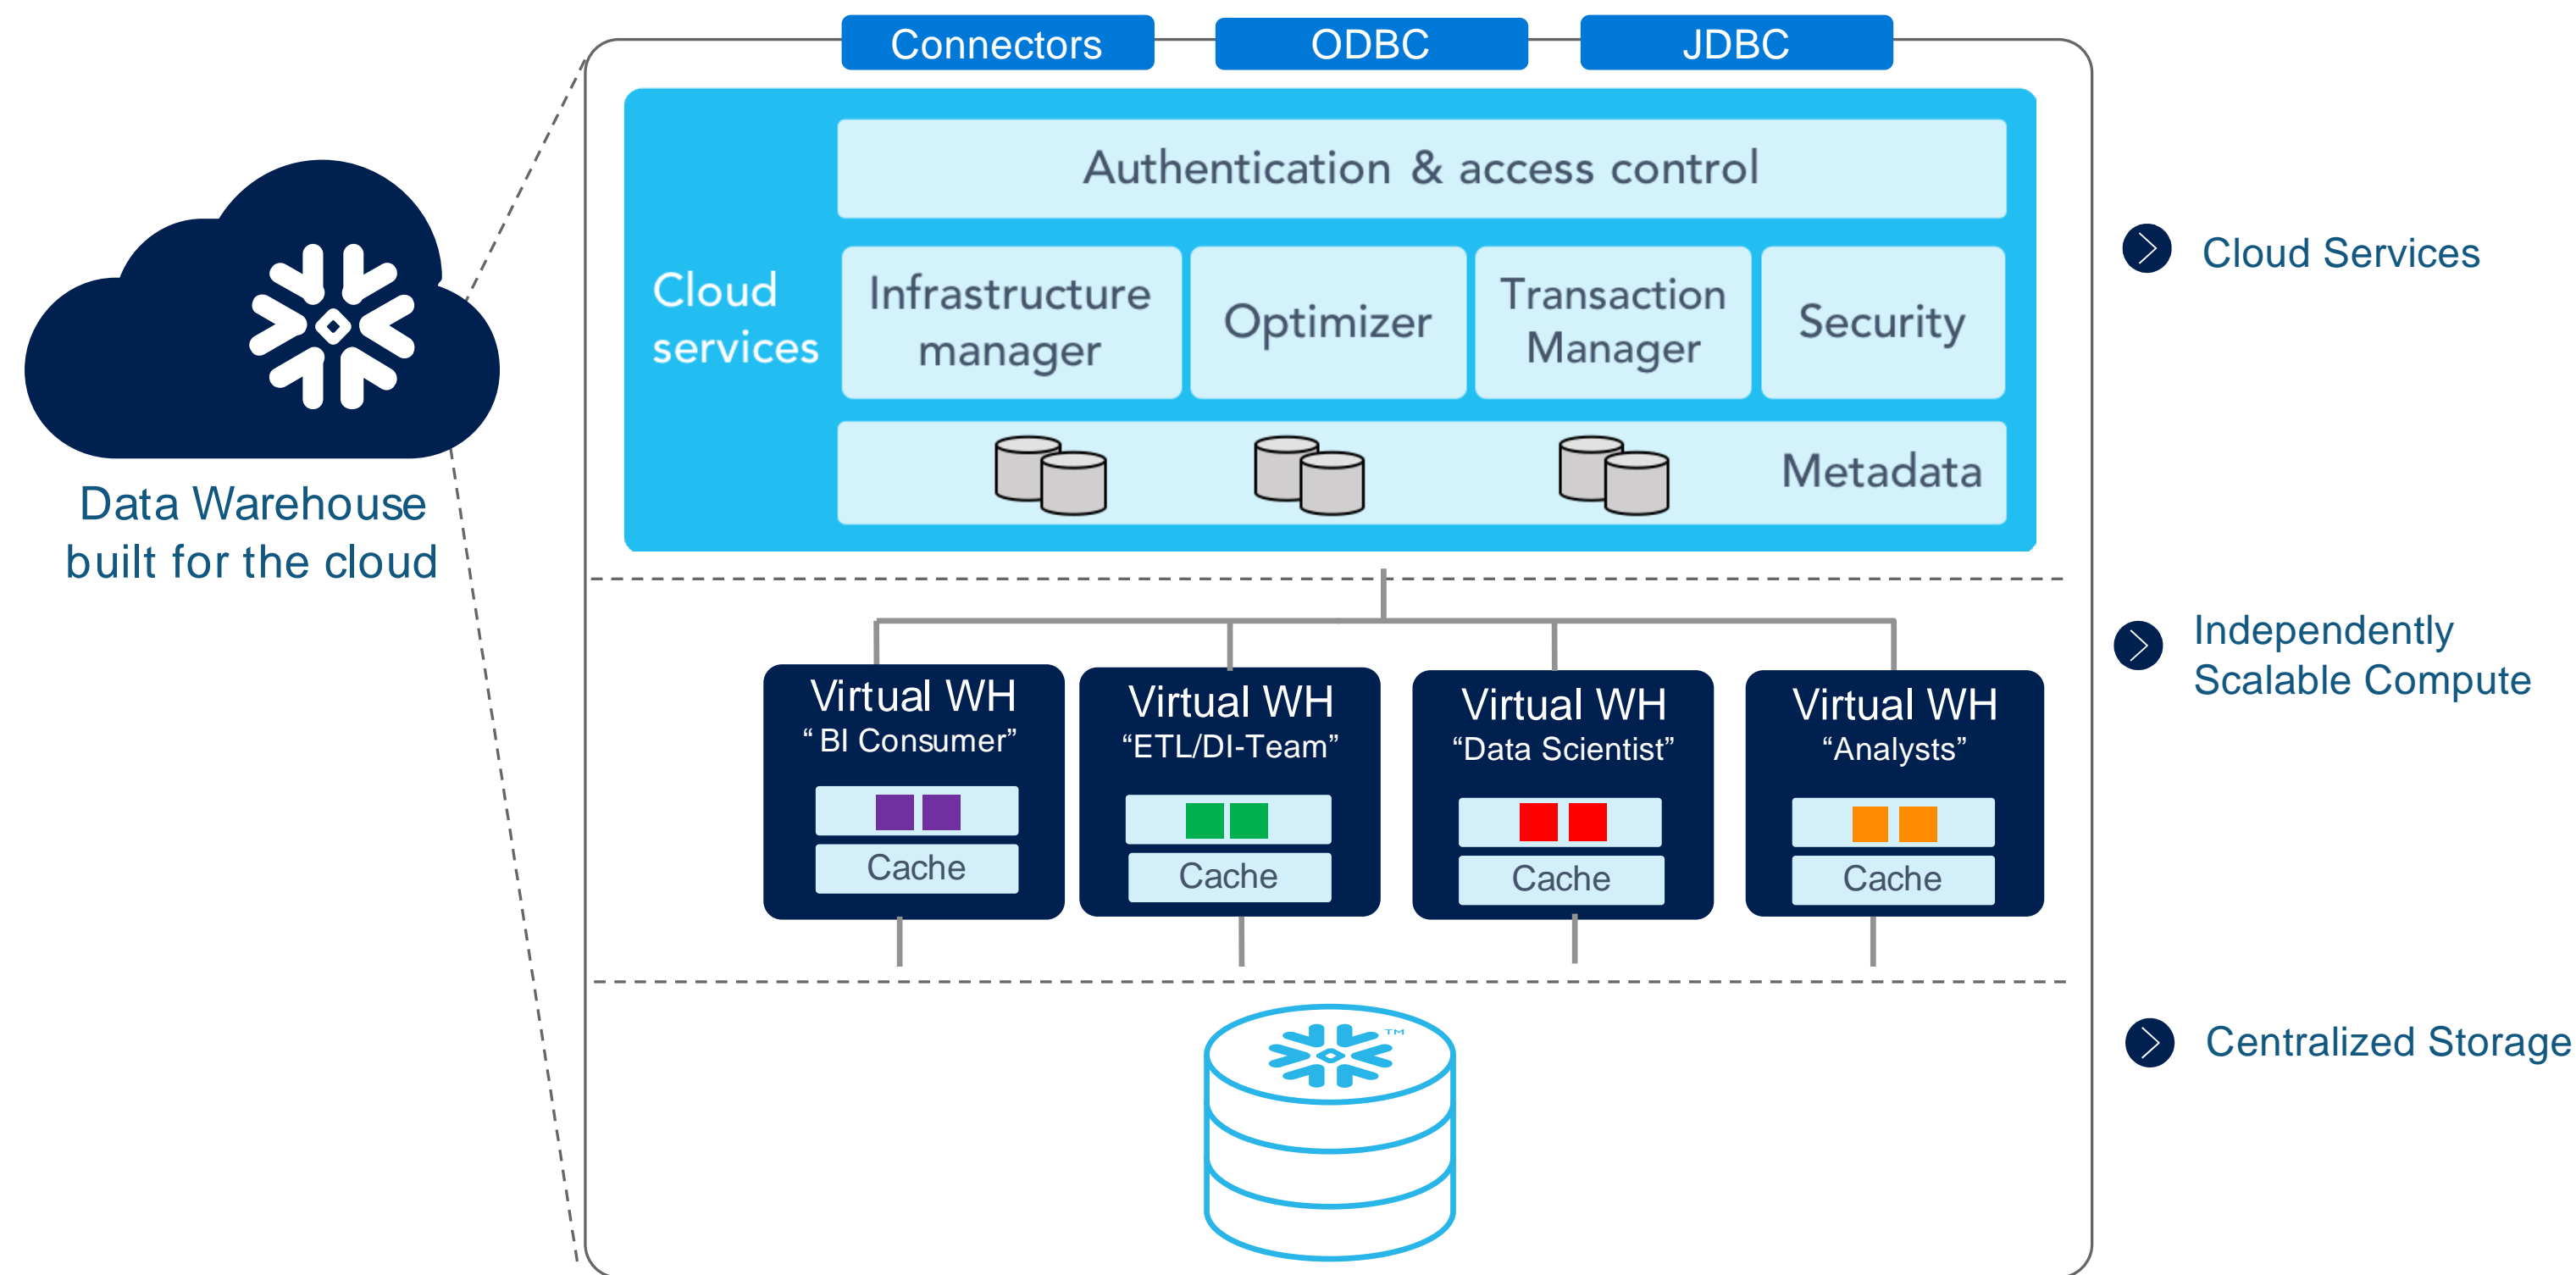 Connectors
ODBC
JDBC
Authentication & access control
Cloud
services
Infrastructure
manager
Optimizer
Transaction
Manager
Security
Metadata
Data Warehouse
built for the cloud
Cloud Services
Virtual WH
“BI Consumer”
Cache
Virtual WH
“ETL/DI-Team”
Cache
Virtual WH
“Data Scientist”
Cache
Virtual WH
“Analysts”
Cache
Independently
Scalable Compute
TM
Centralized Storage